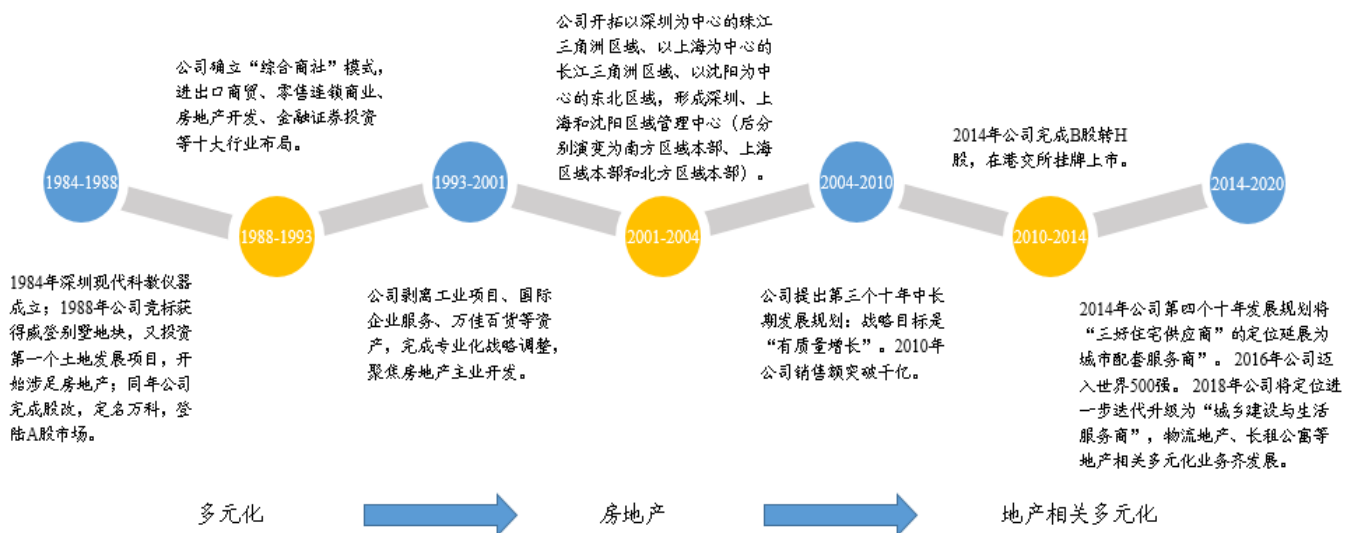 1984-1988
1984年深圳现代科教仪器
成立；1988年公司竞标获
得威登别墅地块，又投资
第一个土地发展项目，开
始涉足房地产；同年公司
完成股改，定名万科，登
陆A股市场。
公司确立“综合商社”模式，
进出口商贸、零售连锁商业、
房地产开发、金融证券投资
等十大行业布局。
1988-1993
1993-2001
公司剥离工业项目、国际
企业服务、万佳百货等资
产，完成专业化战略调整，
聚焦房地产主业开发。
公司开拓以深圳为中心的珠江
三角洲区域、以上海为中心的
长江三角洲区域、以沈阳为中
心的东北区域，形成深圳、上
海和沈阳区域管理中心（后分
别演变为南方区域本部、上海
区域本部和北方区域本部）。
2001-2004
2004-2010
公司提出第三个十年中长
期发展规划：战略目标是
“有质量增长”。2010年
公司销售额突破千亿。
2014年公司完成B股转H
股，在港交所挂牌上市。
2010-2014
2014-2020
2014年公司第四个十年发展规划将
“三好住宅供应商”的定位延展为
城市配套服务商”。2016年公司迈
入世界500强。2018年公司将定位进
一步迭代升级为“城乡建设与生活
服务商”，物流地产、长租公寓等
地产相关多元化业务齐发展。
多元化
房地产
地产相关多元化